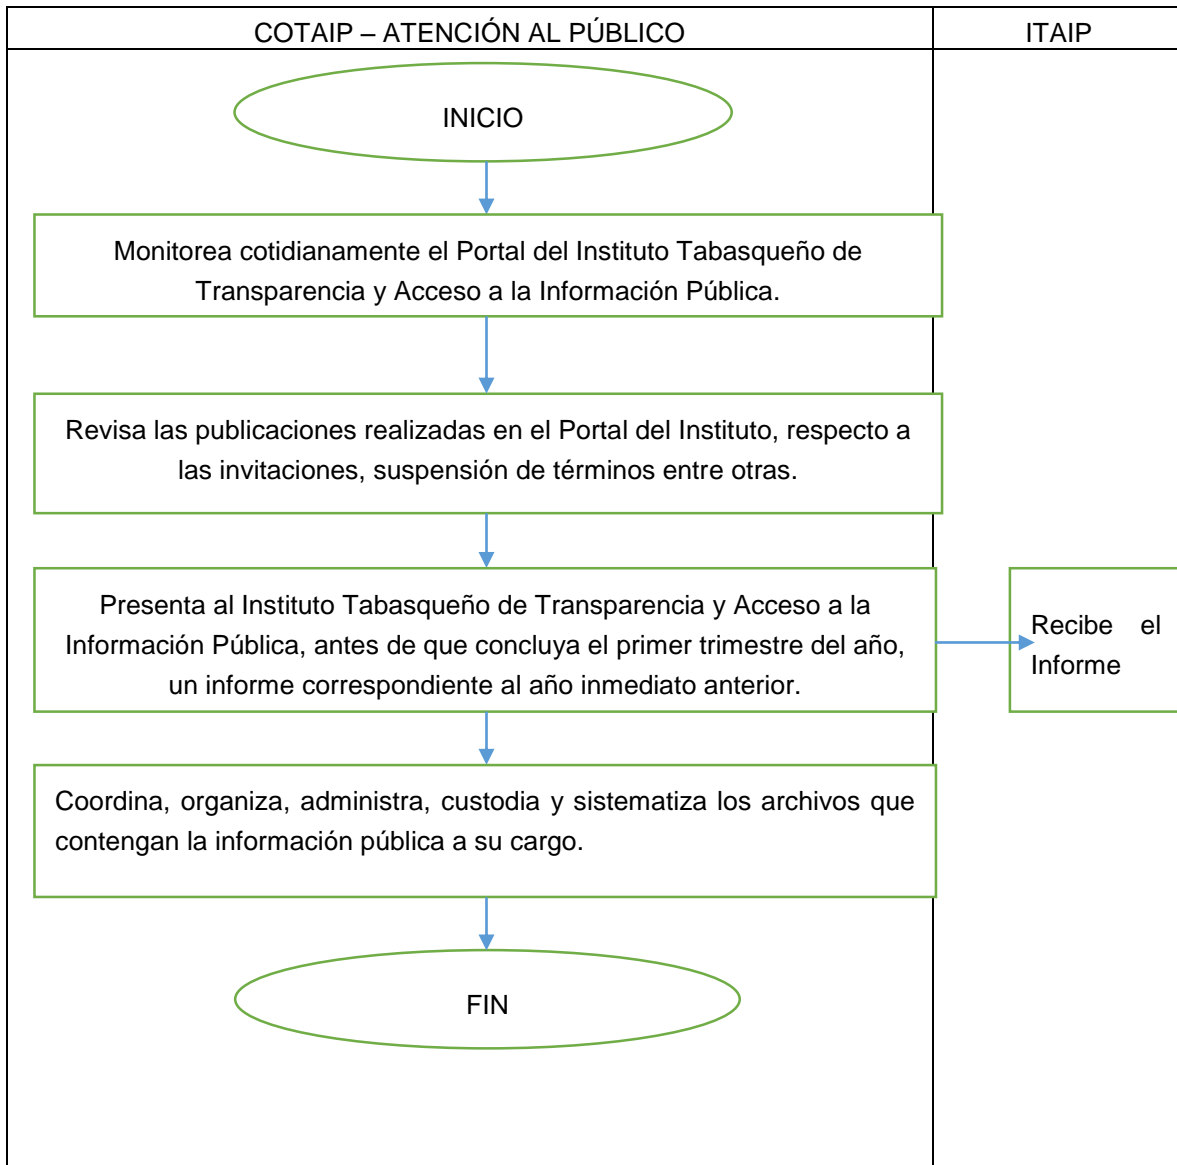 COTAIP – ATENCIÓN AL PÚBLICO
ITAIP
INICIO
Monitorea cotidianamente el Portal del Instituto Tabasqueño de
Transparencia y Acceso a la Información Pública.
Revisa las publicaciones realizadas en el Portal del Instituto, respecto a
las invitaciones, suspensión de términos entre otras.
Presenta al Instituto Tabasqueño de Transparencia y Acceso a la
Información Pública, antes de que concluya el primer trimestre del año,
un informe correspondiente al año inmediato anterior.
Recibe el
Informe
Coordina, organiza, administra, custodia y sistematiza los archivos que
contengan la información pública a su cargo.
FIN